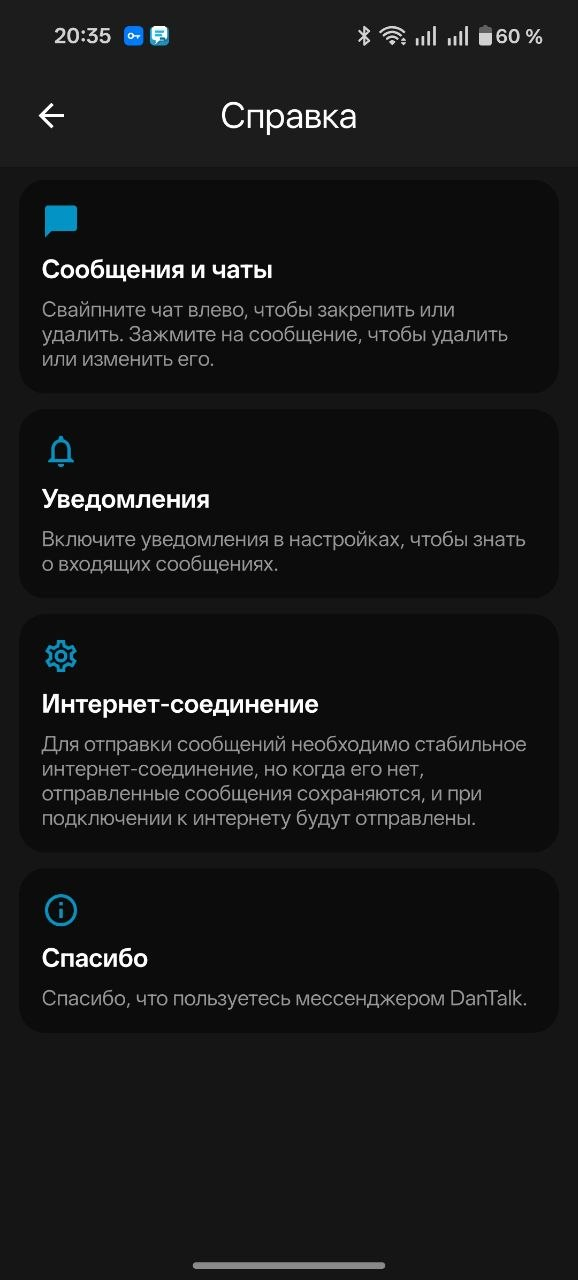 20:35
60 %
Справка
Сообщения и чаты
Свайпните чат влево, чтобы закрепить или
удалить. Зажмите на сообщение, чтобы удалить
или изменить его.
Уведомления
Включите уведомления в настройках, чтобы знать
о входящих сообщениях.
Интернет-соединение
Для отправки сообщений необходимо стабильное
интернет-соединение, но когда его нет,
отправленные сообщения сохраняются, и при
подключении к интернету будут отправлены.
Спасибо
Спасибо, что пользуетесь мессенджером DanTalk.